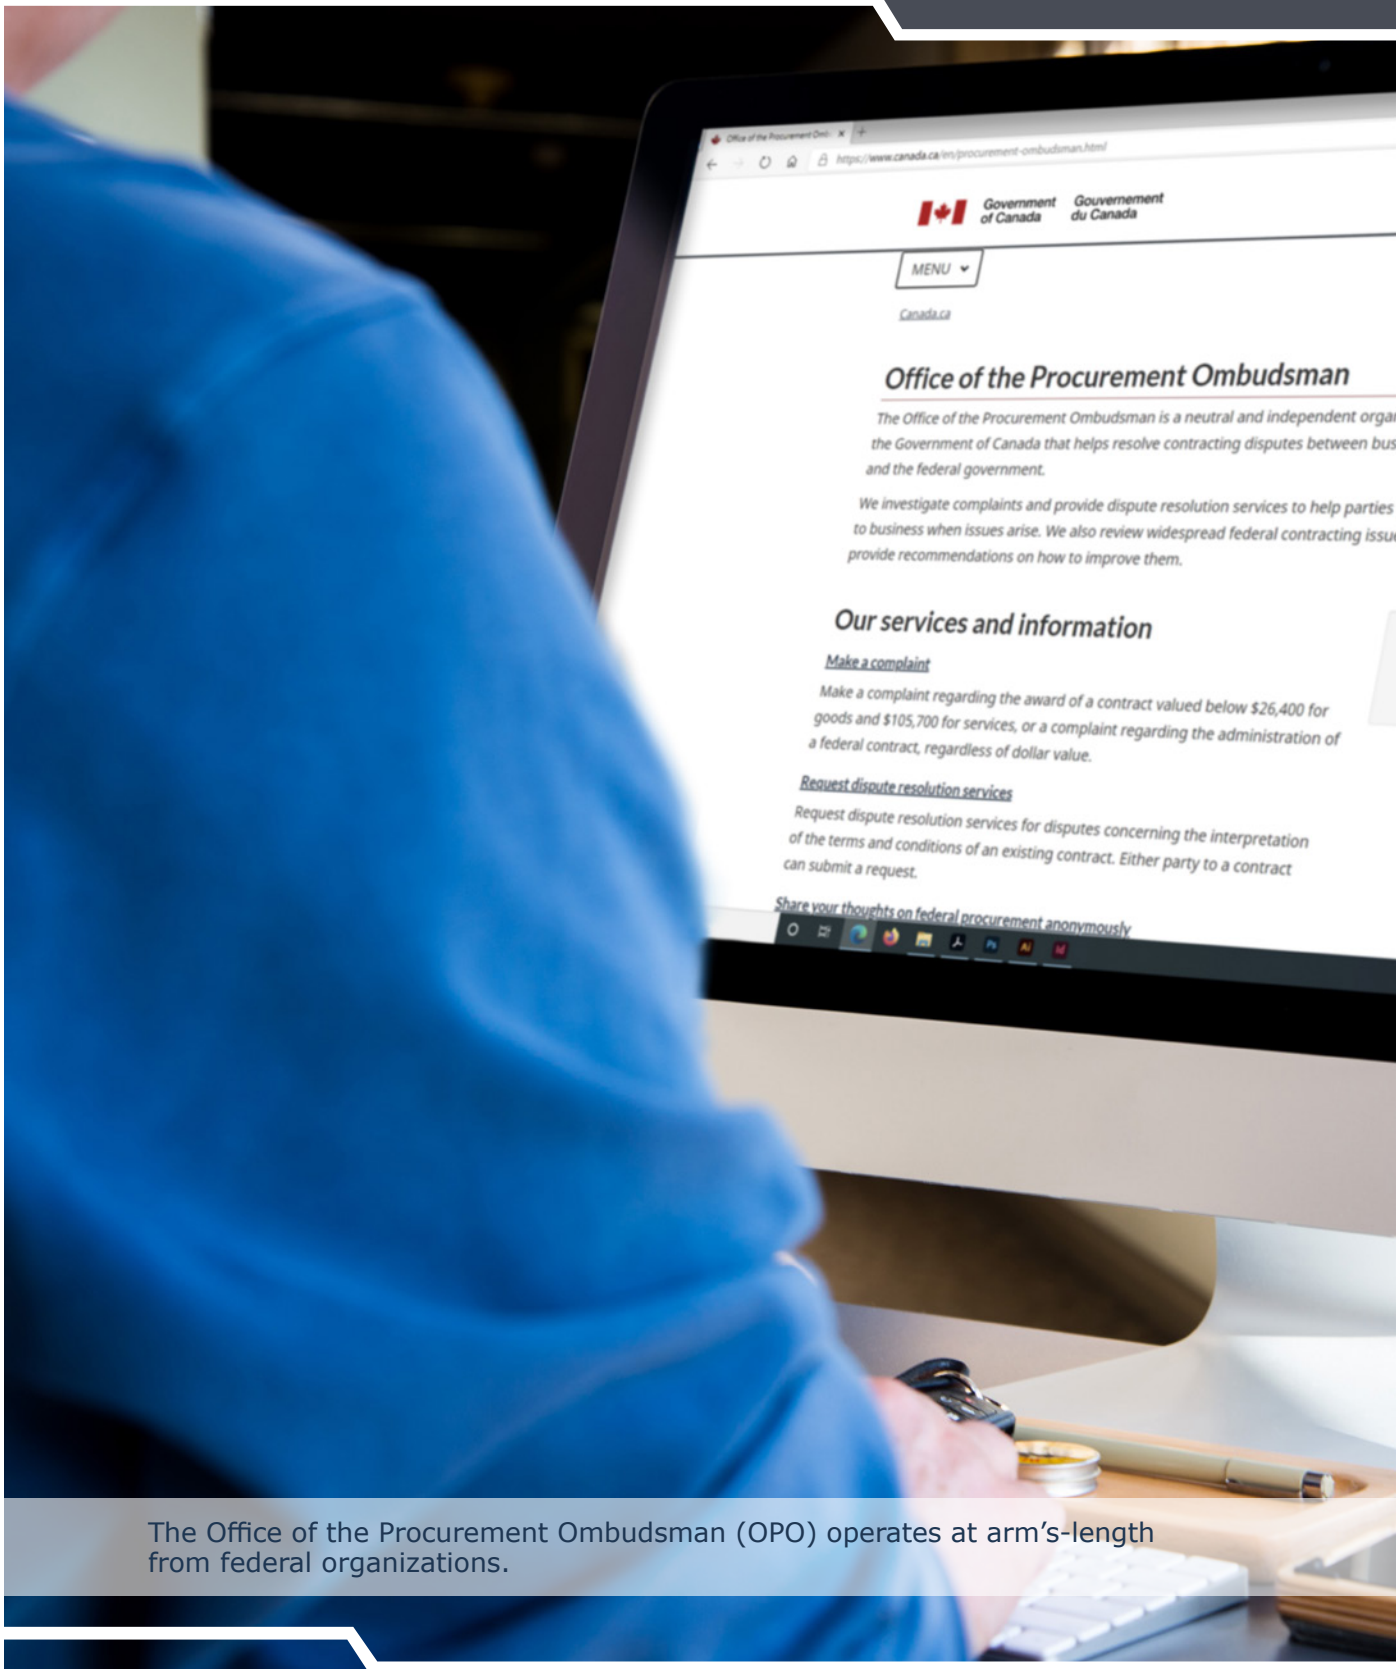 Office of the Procurement Omb
https://www.canada.ca/en/procurement-ombudsman.html
Government Gouvernement
of Canada du Canada
MENU
Canada.ca
Office of the Procurement Ombudsman
The Office of the Procurement Ombudsman is a neutral and independent orga
the Government of Canada that helps resolve contracting disputes between bus
and the federal government.
We investigate complaints and provide dispute resolution services to help parties
to business when issues arise. We also review widespread federal contracting issu
provide recommendations on how to improve them.
Our services and information
Make a complaint
Make a complaint regarding the award of a contract valued below $26,400 for
goods and $105,700 for services, or a complaint regarding the administration of
a federal contract, regardless of dollar value.
Request dispute resolution services
Request dispute resolution services for disputes concerning the interpretation
of the terms and conditions of an existing contract. Either party to a contract
can submit a request.
Share your thoughts on federal procurement anonymously
Ps Ai Id
The Office of the Procurement Ombudsman (OPO) operates at arm’s-length
from federal organizations.